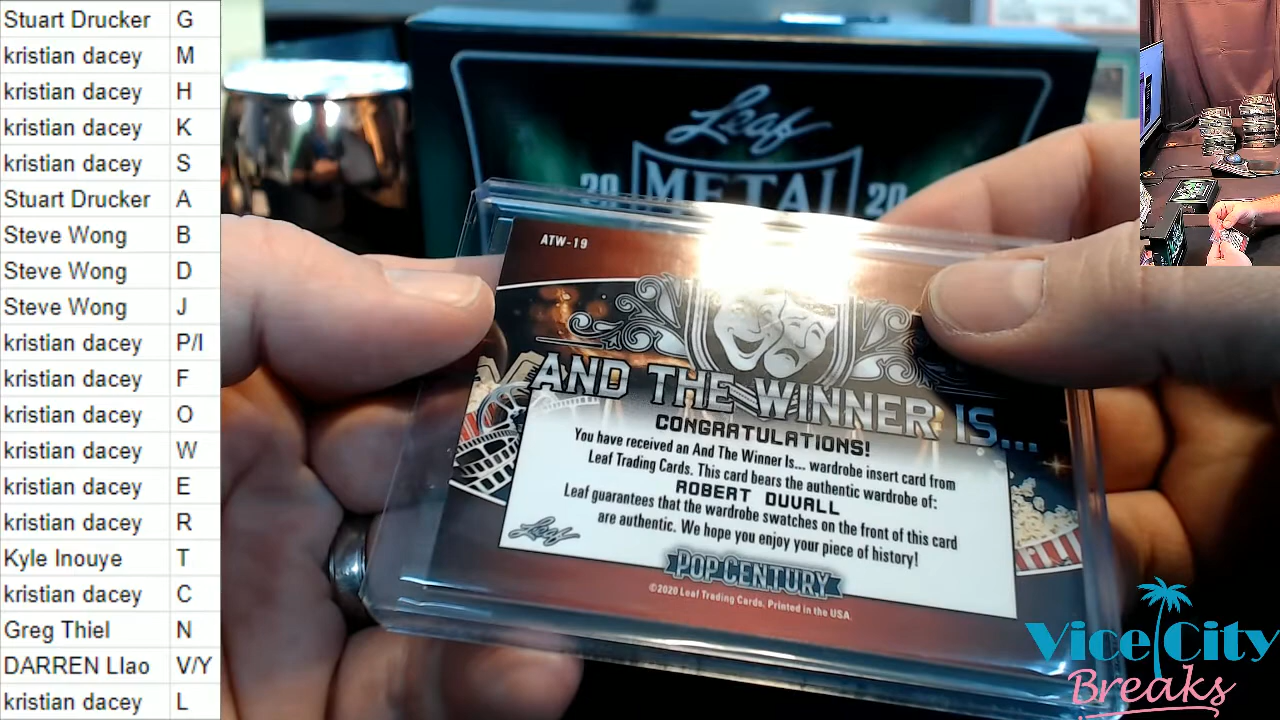 Stuart Drucker G
kristian dacey M
kristian dacey H
kristian dacey K
kristian dacey S
Stuart Drucker A
Steve Wong B
Steve Wong D
Steve Wong J
kristian dacey P/I
kristian dacey F
kristian dacey O
kristian dacey W
kristian dacey E
kristian dacey R
Kyle Inouye T
kristian dacey C
Greg Thiel N
DARREN Llao V/Y
kristian dacey L
Leaf
20 METAL 20
ATW-19
AND THE WINNER IS...
CONGRATULATIONS!
You have received an And The Winner Is... wardrobe insert card from
Leaf Trading Cards. This card bears the authentic wardrobe of:
ROBERT DUVALL
Leaf guarantees that the wardrobe swatches on the front of this card
are authentic. We hope you enjoy your piece of history!
Leaf
POP CENTURY
©2020 Leaf Trading Cards, Printed in the USA.
Vice City
Breaks